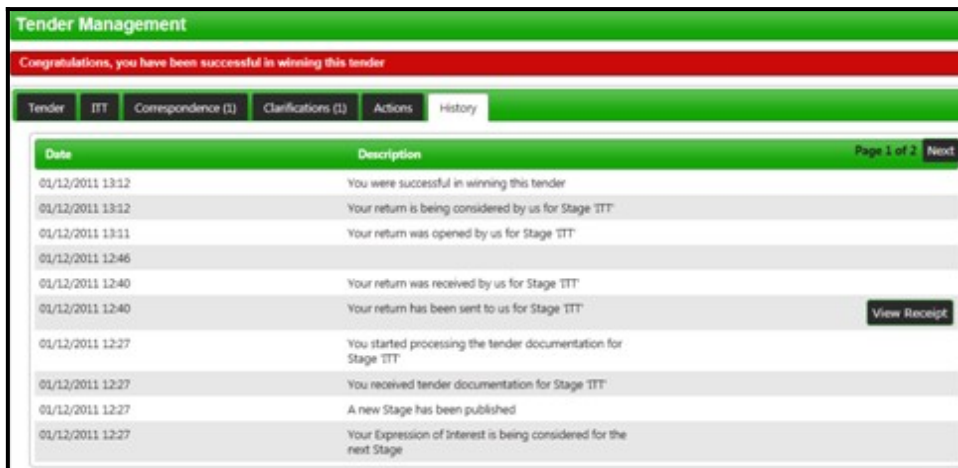 Tender Management
Congratulations, you have been successful in winning this tender
Tender ITT Correspondence (1) Clarifications (1) Actions History
Date Description Page 1 of 2 Next
01/12/2011 13:12 You were successful in winning this tender
01/12/2011 13:12 Your return is being considered by us for Stage 'ITT'
01/12/2011 13:11 Your return was opened by us for Stage 'ITT'
01/12/2011 12:46
01/12/2011 12:40 Your return was received by us for Stage 'ITT'
01/12/2011 12:40 Your return has been sent to us for Stage 'ITT' View Receipt
01/12/2011 12:27 You started processing the tender documentation for
Stage 'ITT'
01/12/2011 12:27 You received tender documentation for Stage 'ITT'
01/12/2011 12:27 A new Stage has been published
01/12/2011 12:27 Your Expression of Interest is being considered for the
next Stage